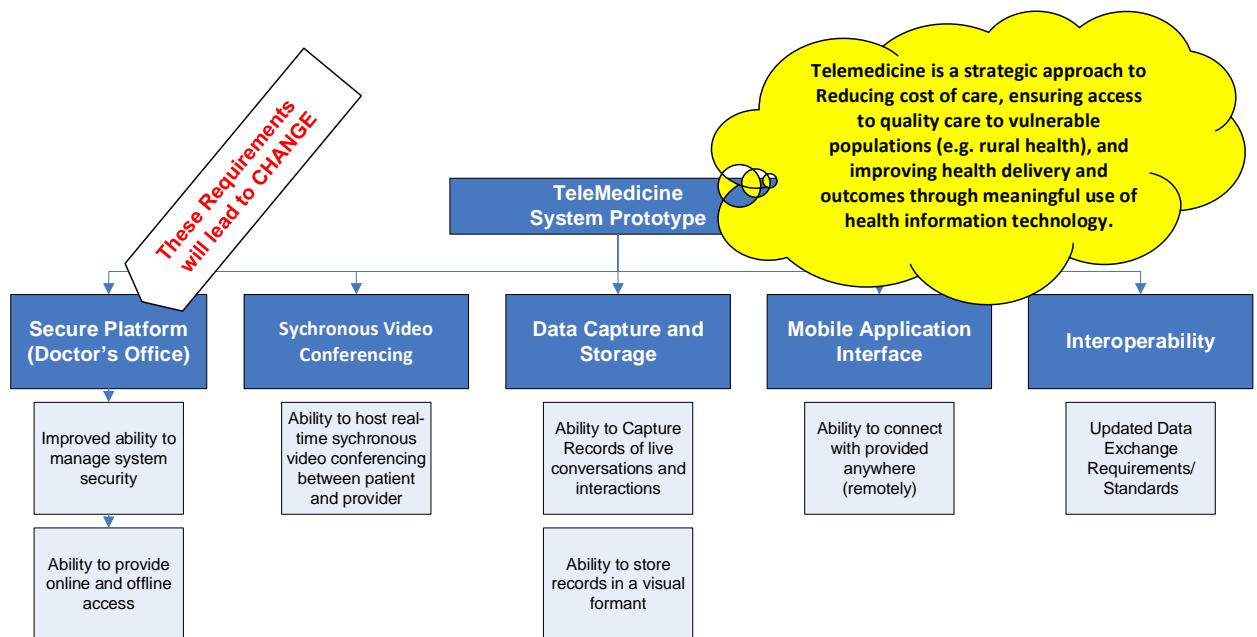 These Requirements
will lead to CHANGE
Telemedicine is a strategic approach to
Reducing cost of care, ensuring access
to quality care to vulnerable
populations (e.g. rural health), and
improving health delivery and
outcomes through meaningful use of
health information technology.
TeleMedicine
System Prototype
Secure Platform
(Doctor's Office)
Sychronous Video
Conferencing
Data Capture and
Storage
Mobile Application
Interface
Interoperability
Improved ability to
manage system
security
Ability to host real-
time sychronous
video conferencing
between patient and
provider
Ability to Capture
Records of live
conversations and
interactions
Ability to connect
with provided
anywhere
(remotely)
Updated Data
Exchange
Requirements/
Standards
Ability to provide
online and offline
access
Ability to store
records in a visual
formant